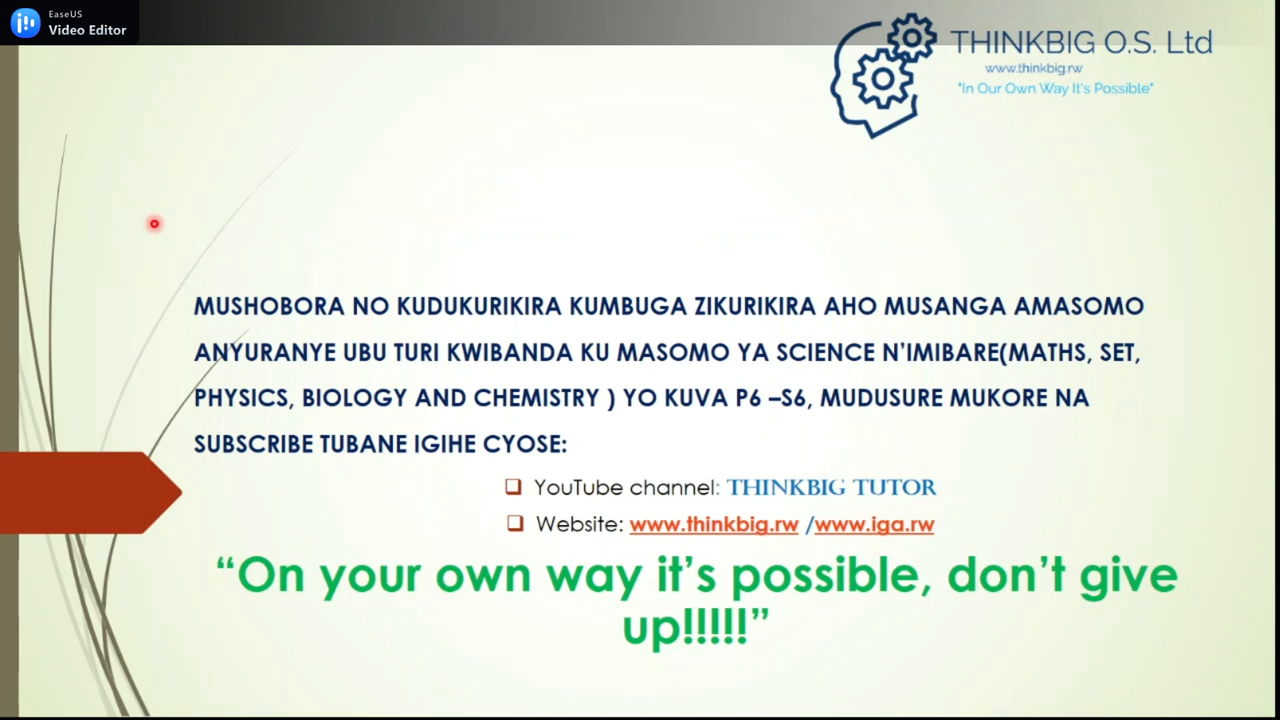 EaseUS
Video Editor
THINKBIG O.S. Ltd
www.thinkbig.rw
"In Our Own Way It's Possible"
MUSHOBORA NO KUDUKURIKIRA KUMBUGA ZIKURIKIRA AHO MUSANGA AMASOMO
ANYURANYE UBU TURI KWIBANDA KU MASOMO YA SCIENCE N’IMIBARE(MATHS, SET,
PHYSICS, BIOLOGY AND CHEMISTRY ) YO KUVA P6 –S6, MUDUSURE MUKORE NA
SUBSCRIBE TUBANE IGIHE CYOSE:
❑ YouTube channel: THINKBIG TUTOR
❑ Website: www.thinkbig.rw /www.iga.rw
“On your own way it’s possible, don’t give
up!!!!!”